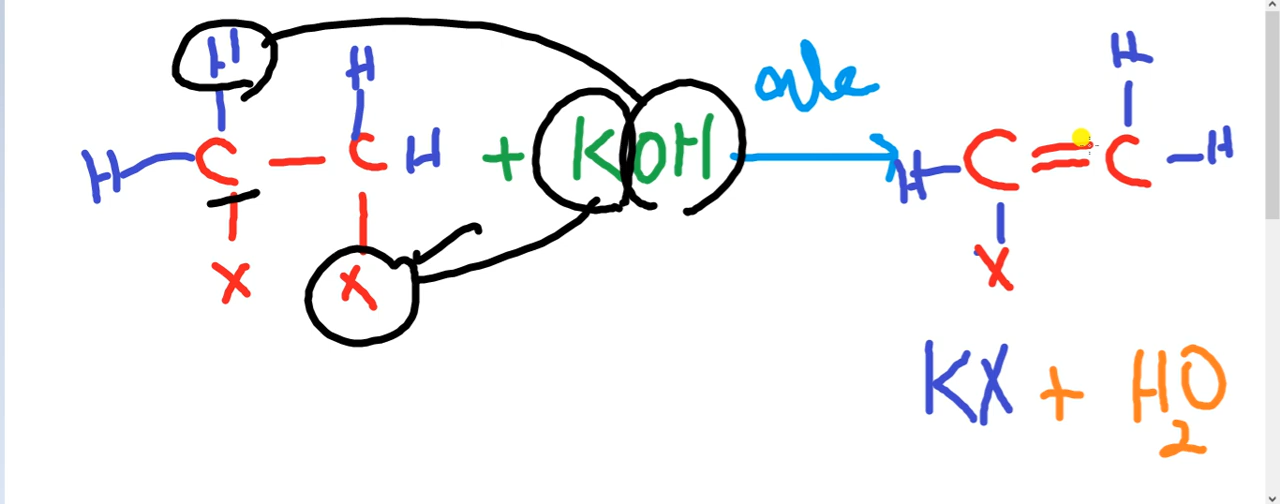 H H H
H C — C H + KOH alc → H — C = C — H
X X X
KX + H2O